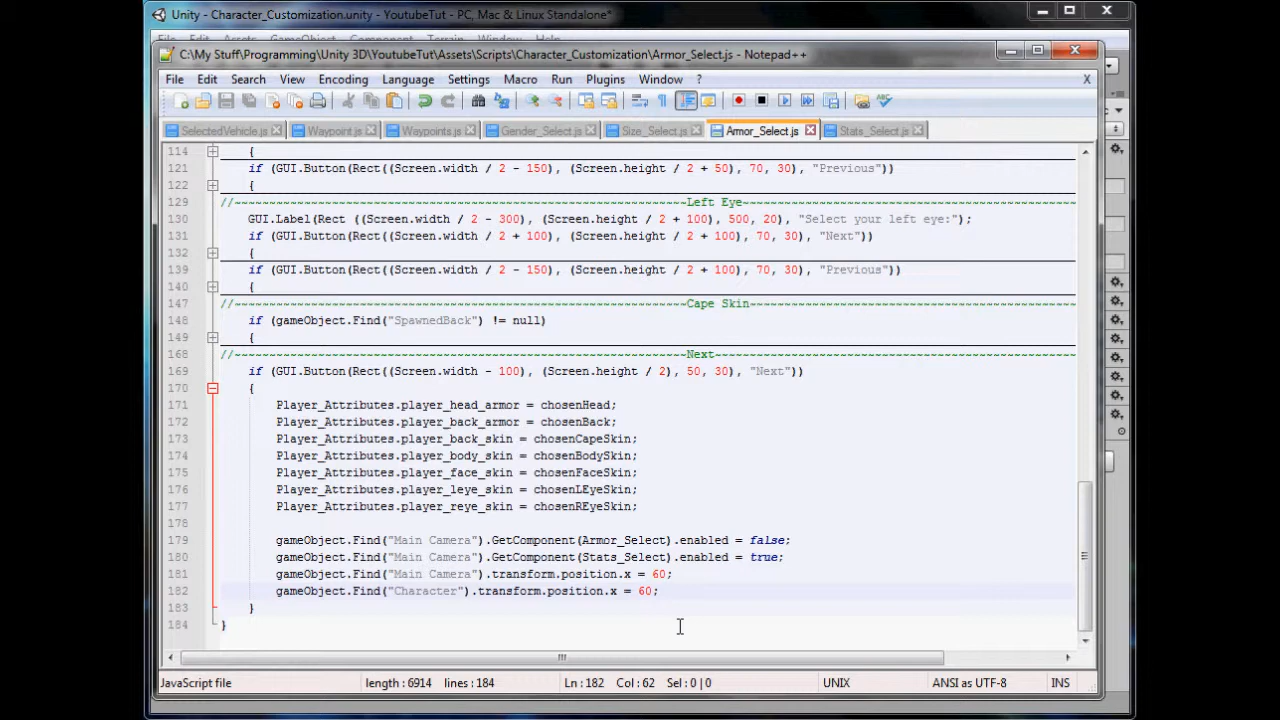 Unity - Character_Customization.unity - YoutubeTut - PC, Mac & Linux Standalone*
C:\My Stuff\Programming\Unity 3D\YoutubeTut\Assets\Scripts\Character_Customization\Armor_Select.js - Notepad++
File Edit Search View Encoding Language Settings Macro Run Plugins Window ? X
SelectedVehicle.js Waypoint.js Waypoints.js Gender_Select.js Size_Select.js Armor_Select.js Stats_Select.js
114 {
121 if (GUI.Button(Rect((Screen.width / 2 - 150), (Screen.height / 2 + 50), 70, 30), "Previous"))
122 {
129 //~~~~~~~~~~~~~~~~~~~~~~~~~~~~~~~~~~~~~~~~~~~~~~~~~~Left Eye~~~~~~~~~~~~~~~~~~~~~~~~~~~~~~~~~~~~~~~~~~~~~~~~~~
130 GUI.Label(Rect ((Screen.width / 2 - 300), (Screen.height / 2 + 100), 500, 20), "Select your left eye:");
131 if (GUI.Button(Rect((Screen.width / 2 + 100), (Screen.height / 2 + 100), 70, 30), "Next"))
132 {
139 if (GUI.Button(Rect((Screen.width / 2 - 150), (Screen.height / 2 + 100), 70, 30), "Previous"))
140 {
147 //~~~~~~~~~~~~~~~~~~~~~~~~~~~~~~~~~~~~~~~~~~~~~~~~~~Cape Skin~~~~~~~~~~~~~~~~~~~~~~~~~~~~~~~~~~~~~~~~~~~~~~~~~
148 if (gameObject.Find("SpawnedBack") != null)
149 {
168 //~~~~~~~~~~~~~~~~~~~~~~~~~~~~~~~~~~~~~~~~~~~~~~~~~~Next~~~~~~~~~~~~~~~~~~~~~~~~~~~~~~~~~~~~~~~~~~~~~~~~~~~~~~
169 if (GUI.Button(Rect((Screen.width - 100), (Screen.height / 2), 50, 30), "Next"))
170 {
171 Player_Attributes.player_head_armor = chosenHead;
172 Player_Attributes.player_back_armor = chosenBack;
173 Player_Attributes.player_back_skin = chosenCapeSkin;
174 Player_Attributes.player_body_skin = chosenBodySkin;
175 Player_Attributes.player_face_skin = chosenFaceSkin;
176 Player_Attributes.player_leye_skin = chosenLEyeSkin;
177 Player_Attributes.player_reye_skin = chosenREyeSkin;
178
179 gameObject.Find("Main Camera").GetComponent(Armor_Select).enabled = false;
180 gameObject.Find("Main Camera").GetComponent(Stats_Select).enabled = true;
181 gameObject.Find("Main Camera").transform.position.x = 60;
182 gameObject.Find("Character").transform.position.x = 60;
183 }
184 }
JavaScript file length : 6914 lines : 184 Ln : 182 Col : 62 Sel : 0 | 0 UNIX ANSI as UTF-8 INS